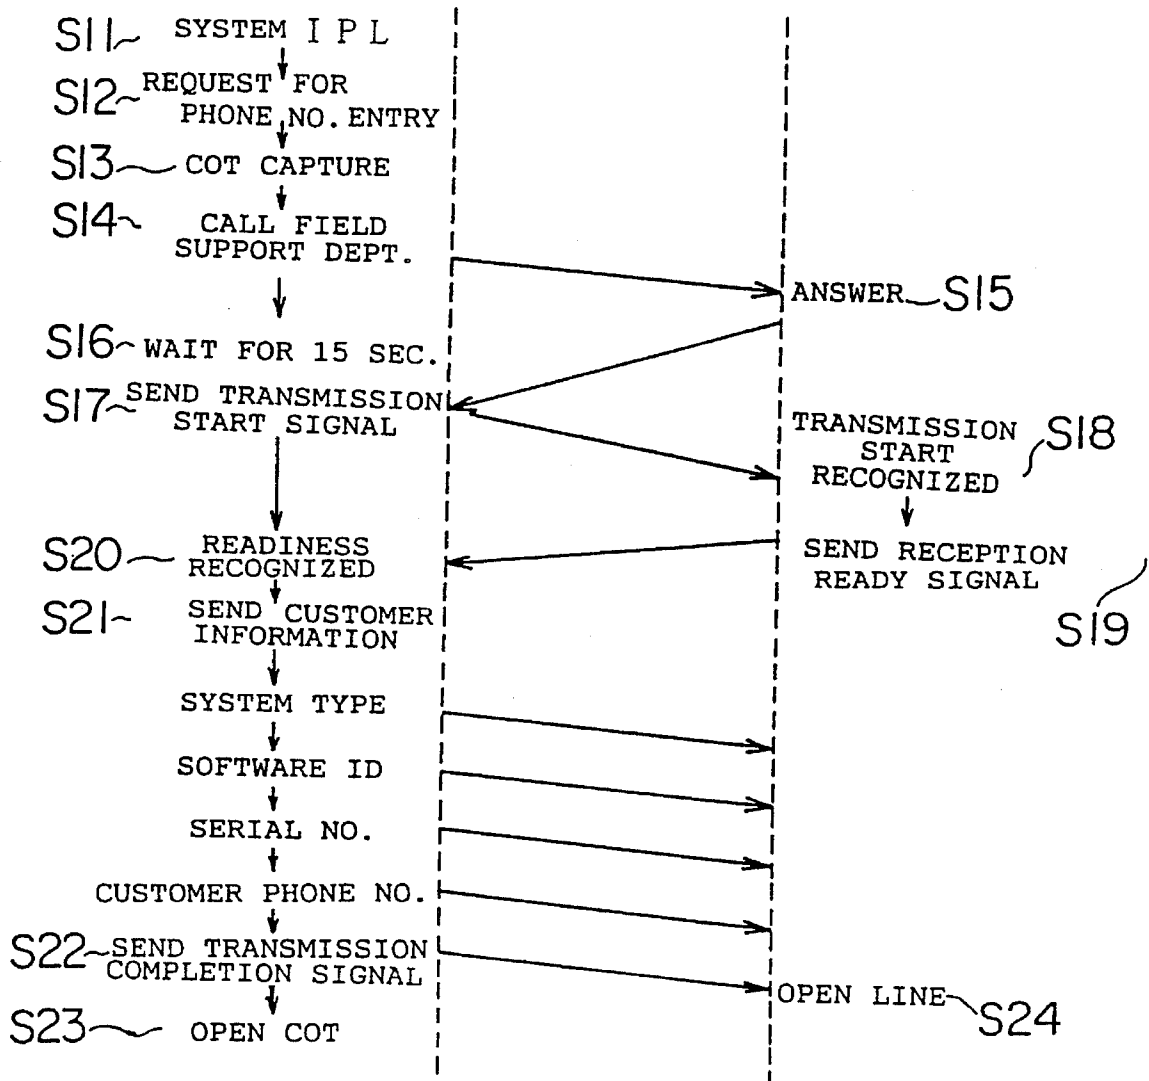 S11 SYSTEM IPL
S12 REQUEST FOR
PHONE NO. ENTRY
S13 COT CAPTURE
S14 CALL FIELD
SUPPORT DEPT.
ANSWER S15
S16 WAIT FOR 15 SEC.
S17 SEND TRANSMISSION
START SIGNAL
TRANSMISSION S18
START
RECOGNIZED
S20 READINESS
RECOGNIZED
SEND RECEPTION
READY SIGNAL
S19
S21 SEND CUSTOMER
INFORMATION
SYSTEM TYPE
SOFTWARE ID
SERIAL NO.
CUSTOMER PHONE NO.
S22 SEND TRANSMISSION
COMPLETION SIGNAL
OPEN LINE S24
S23 OPEN COT